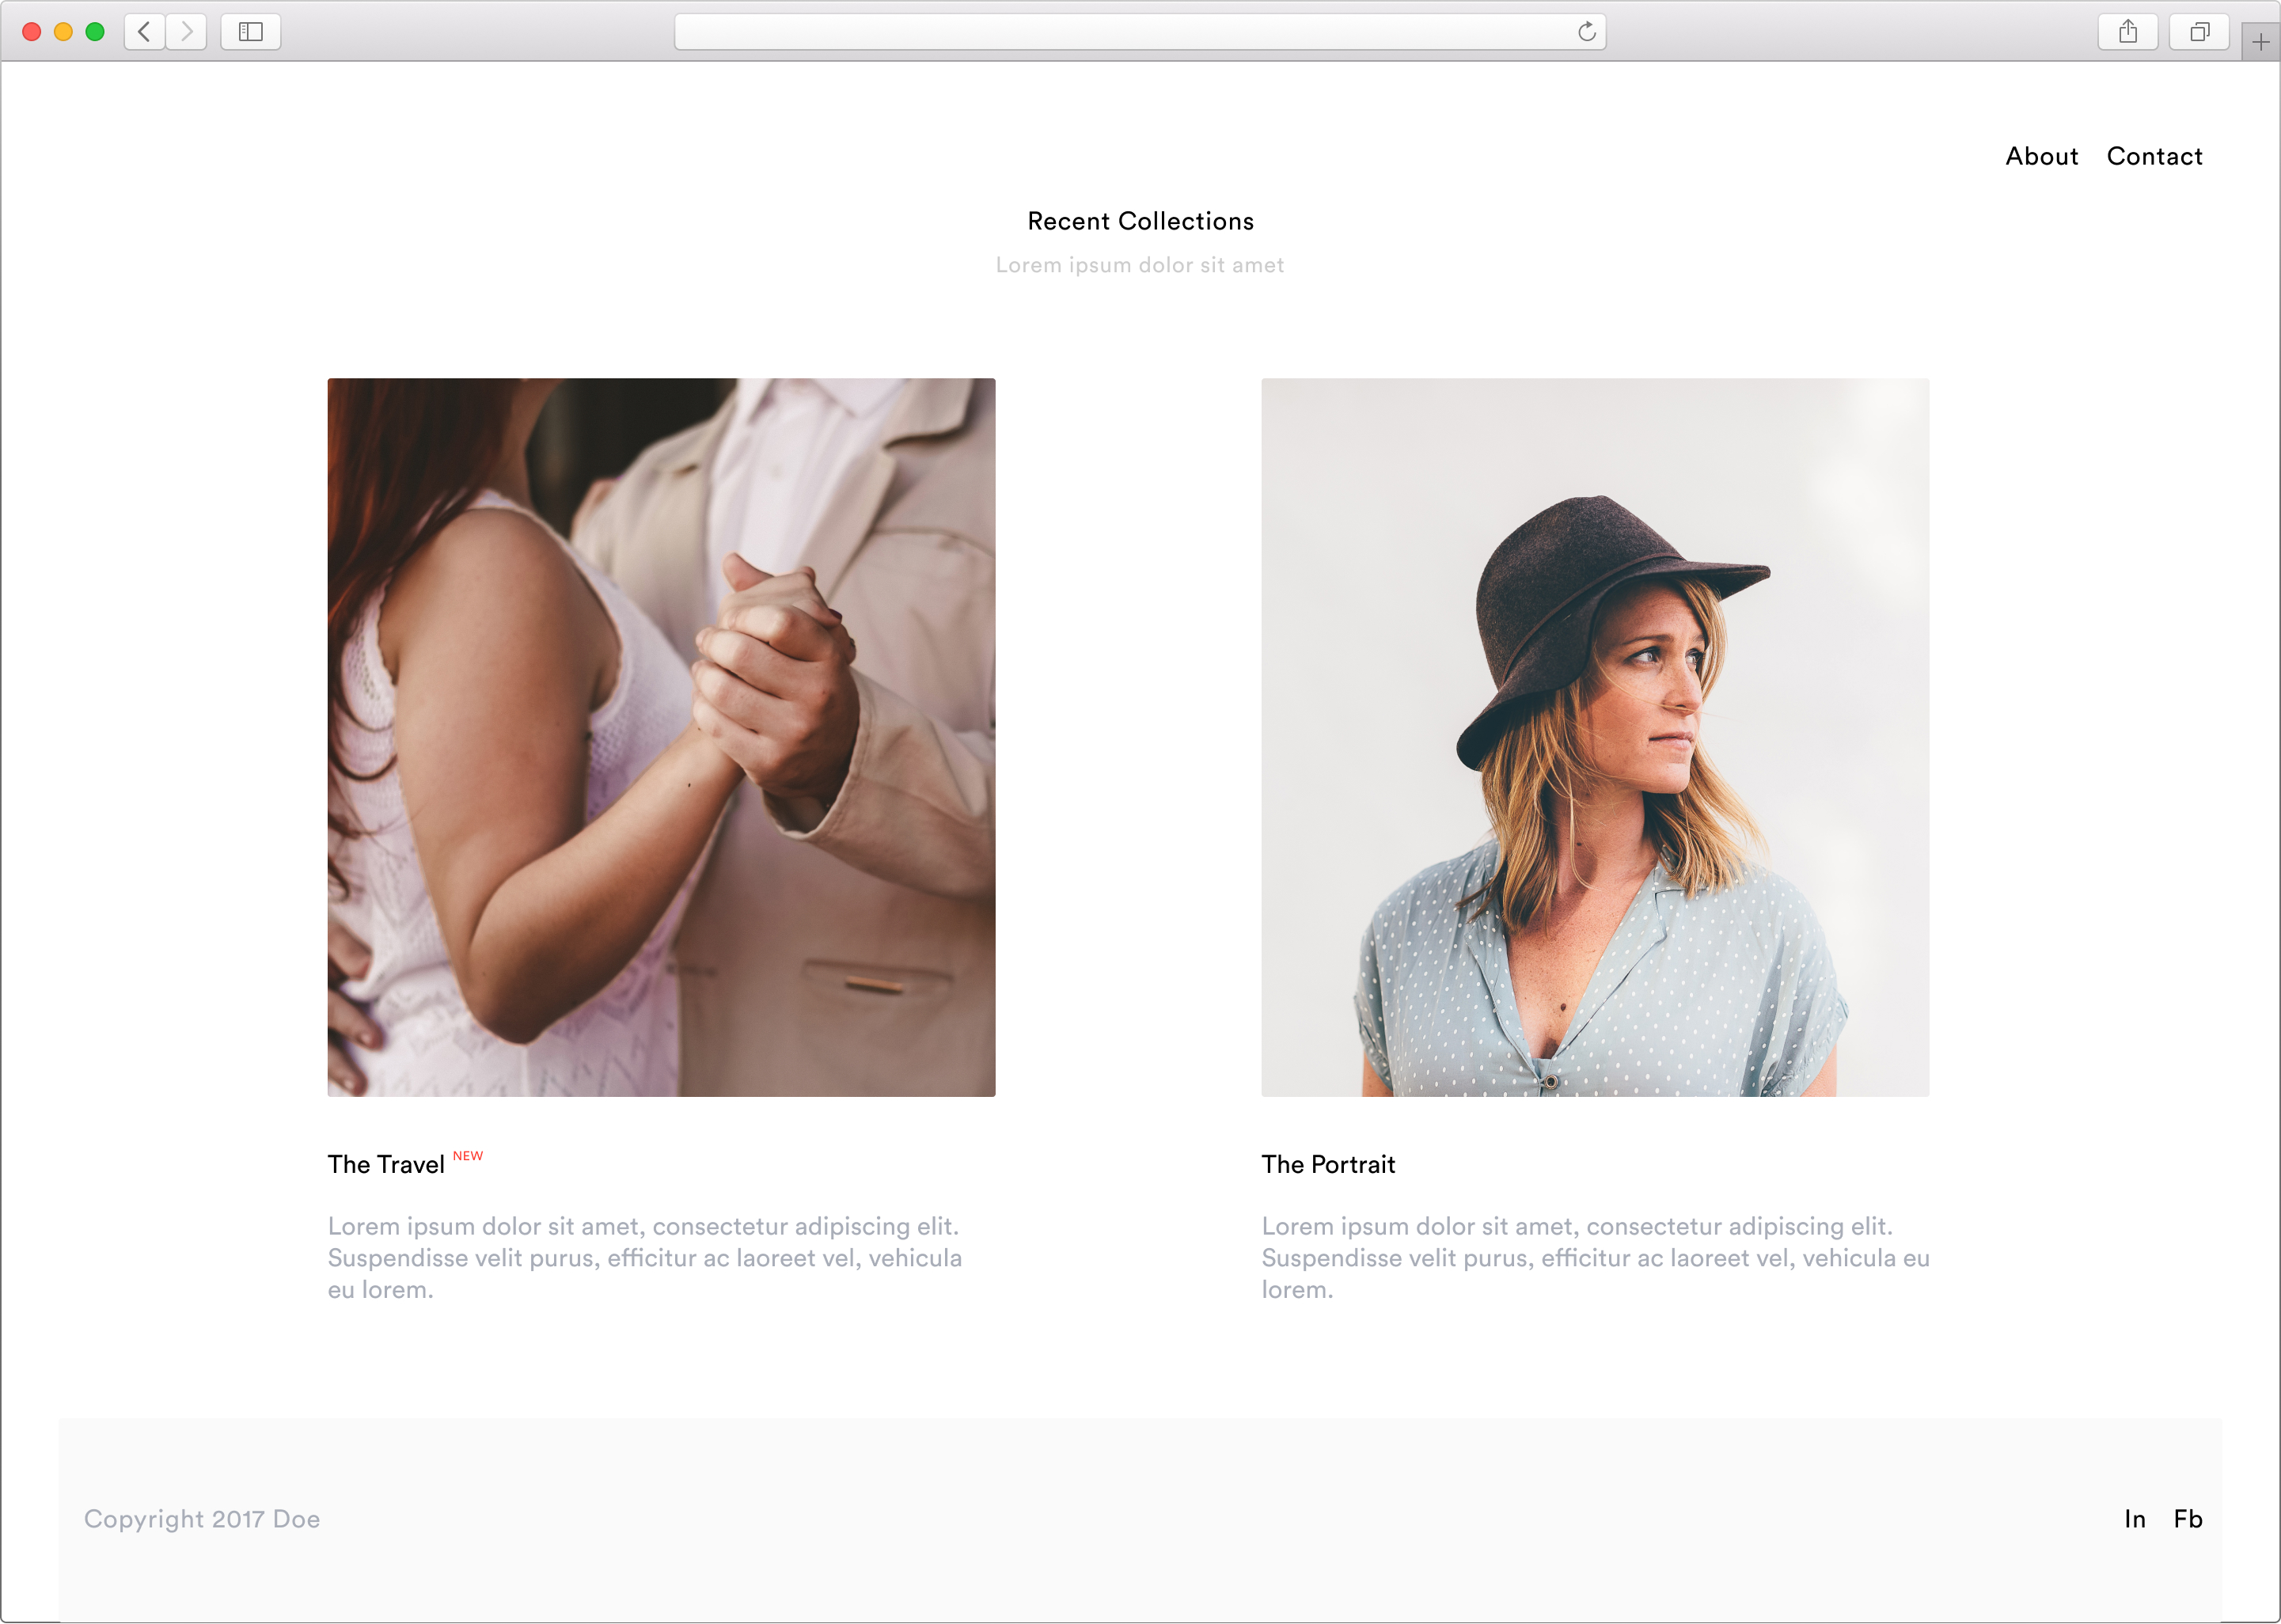 About Contact
Recent Collections
Lorem ipsum dolor sit amet
The Travel NEW
Lorem ipsum dolor sit amet, consectetur adipiscing elit.
Suspendisse velit purus, efficitur ac laoreet vel, vehicula
eu lorem.
The Portrait
Lorem ipsum dolor sit amet, consectetur adipiscing elit.
Suspendisse velit purus, efficitur ac laoreet vel, vehicula eu
lorem.
Copyright 2017 Doe
In Fb